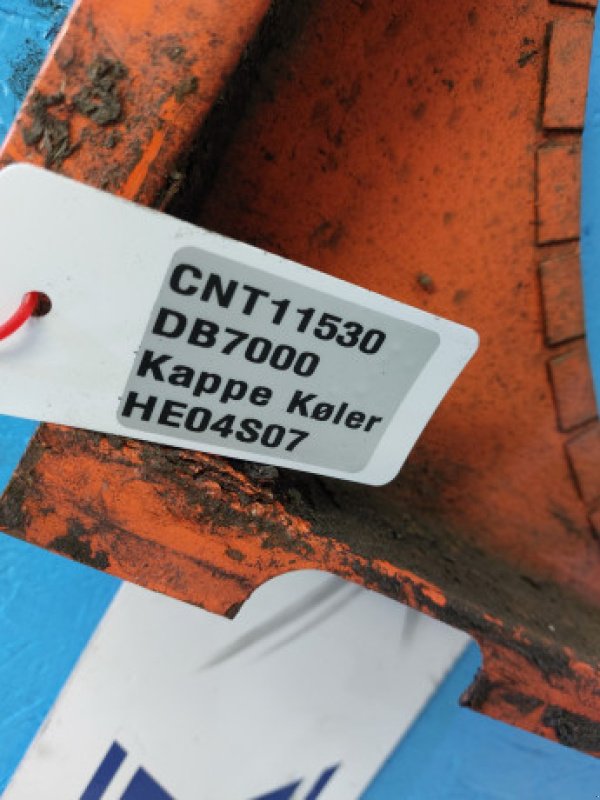 CNT11530
DB7000
Kappe Køler
HE04S07